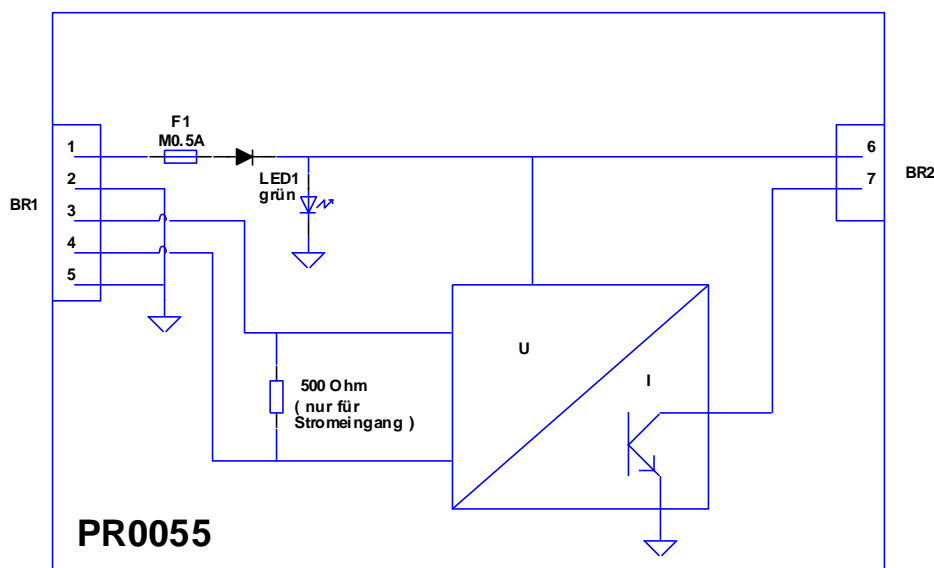 F1
M0.5A
1
2
3
4
5
BR1
LED1
grün
6
7
BR2
U
I
500 Ohm
( nur für
Stromeingang )
PR0055